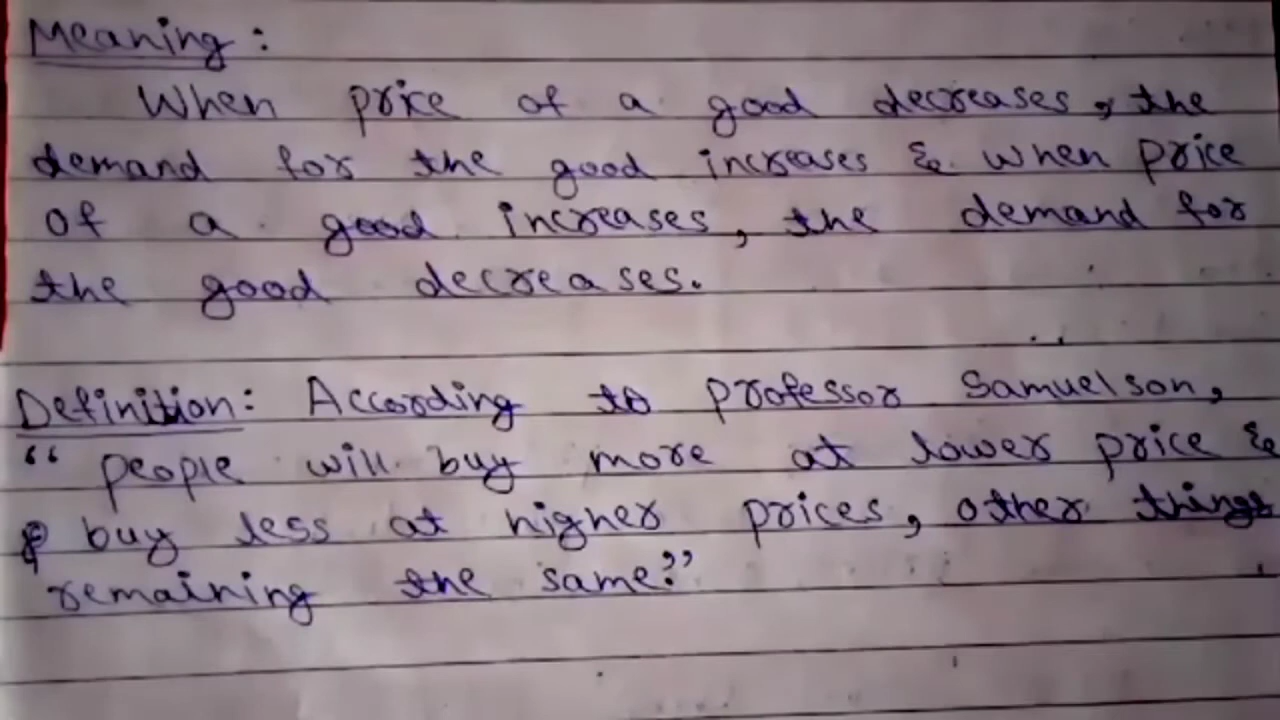 Meaning:
When price of a good decreases, the
demand for the good increases & when price
of a good increases, the demand for
the good decreases.
Definition: According to professor Samuelson,
“ people will buy more at lower price &
buy less at higher prices, other things
remaining the same.”